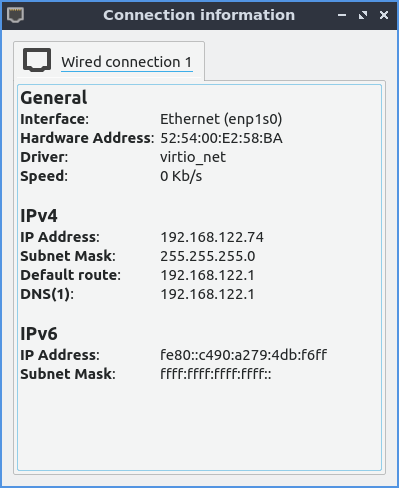 Connection information
Wired connection 1
General
Interface: Ethernet (enp1s0)
Hardware Address: 52:54:00:E2:58:BA
Driver: virtio_net
Speed: 0 Kb/s
IPv4
IP Address: 192.168.122.74
Subnet Mask: 255.255.255.0
Default route: 192.168.122.1
DNS(1): 192.168.122.1
IPv6
IP Address: fe80::c490:a279:4db:f6ff
Subnet Mask: ffff:ffff:ffff:ffff::